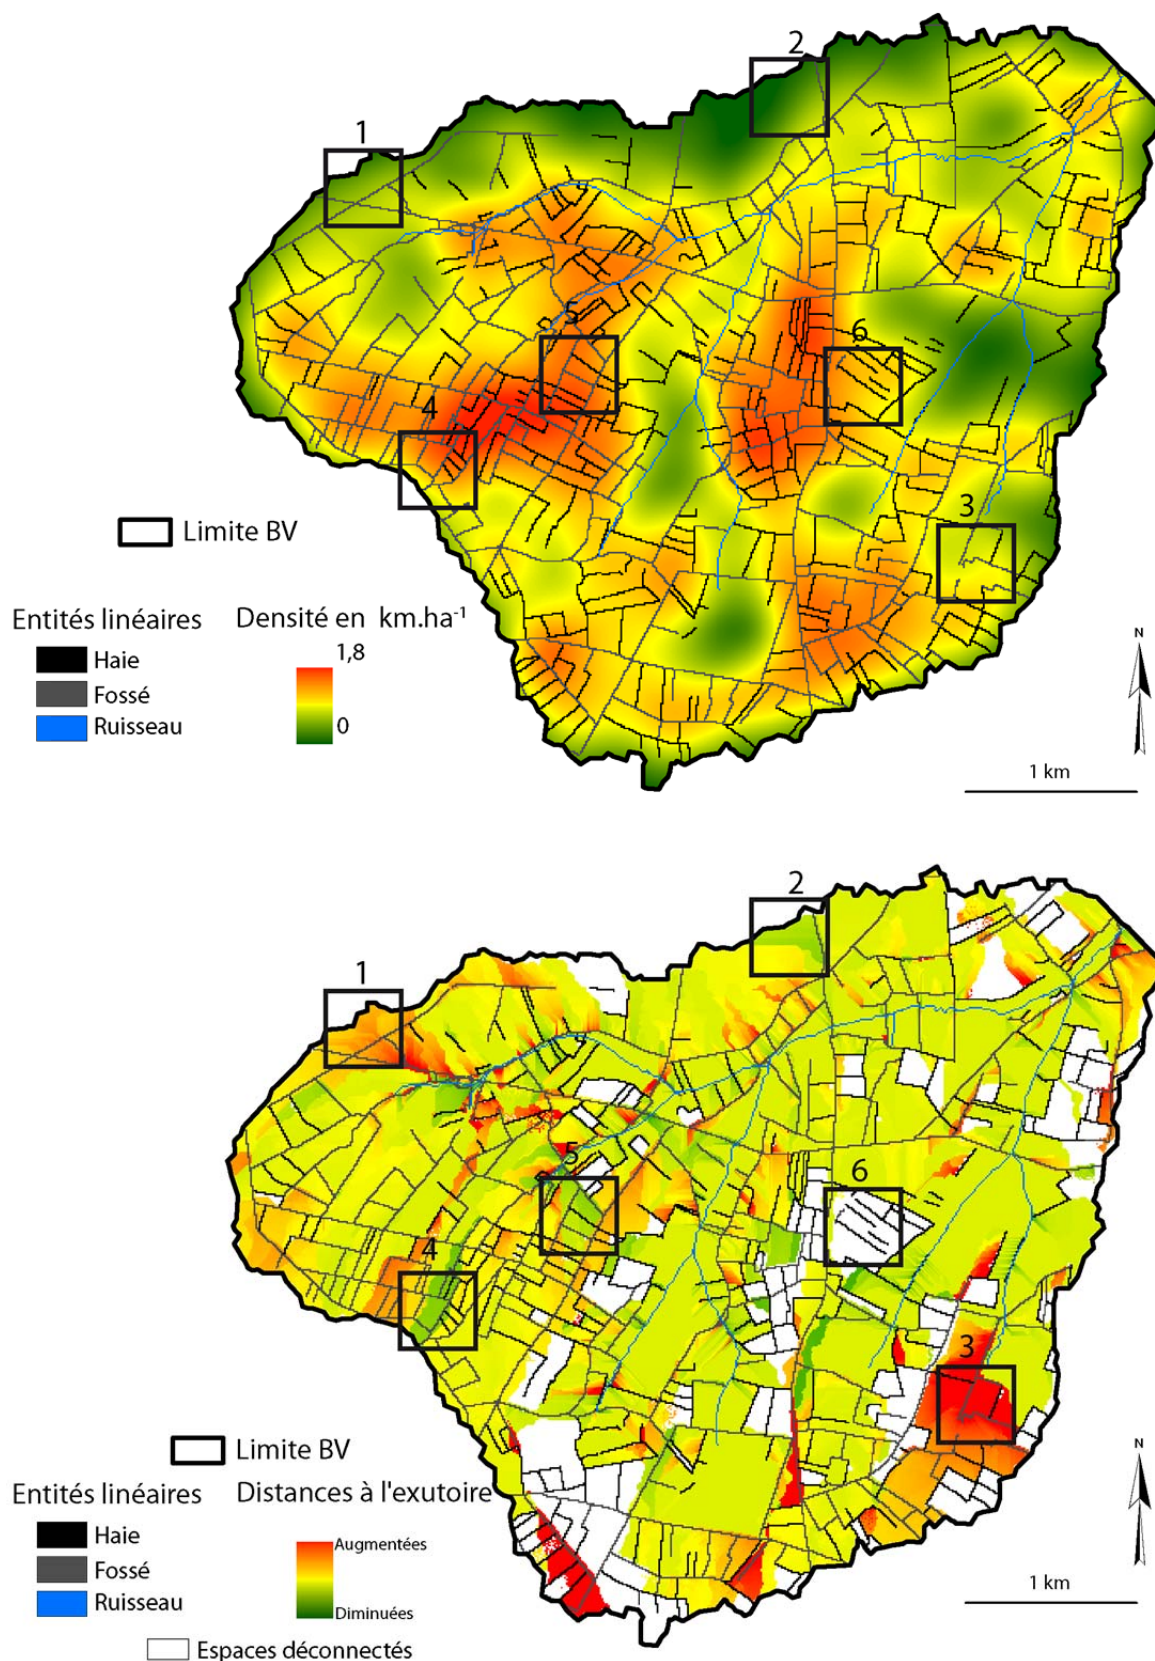 2
1
5
6
4
3
Limite BV
Entités linéaires
Haie
Fossé
Ruisseau
Densité en km.ha-1
1,8
0
N
1 km
2
1
5
6
4
3
Limite BV
Entités linéaires
Haie
Fossé
Ruisseau
Distances à l'exutoire
Augmentées
Diminuées
Espaces déconnectés
N
1 km